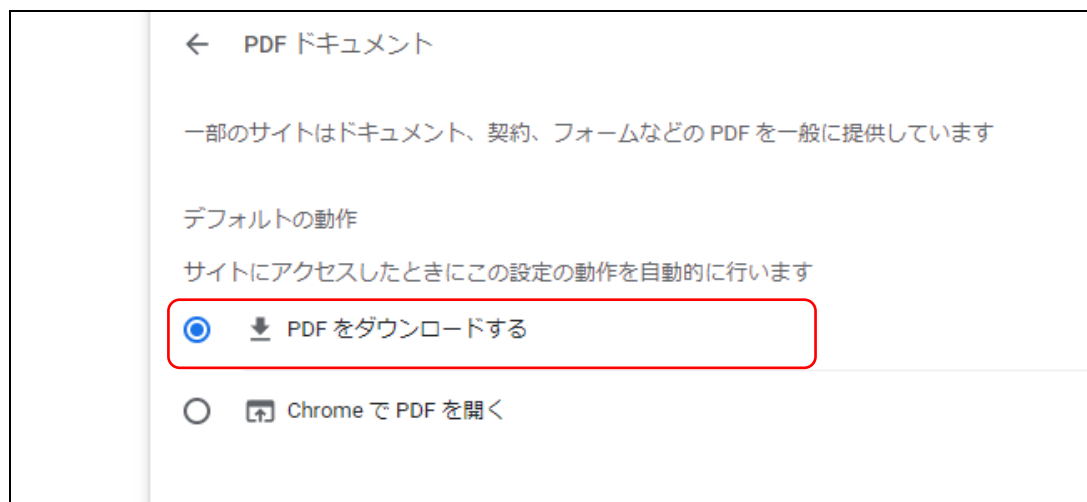 PDF ドキュメント
一部のサイトはドキュメント、契約、フォームなどの PDF を一般に提供しています
デフォルトの動作
サイトにアクセスしたときにこの設定の動作を自動的に行います
PDF をダウンロードする
Chrome で PDF を開く